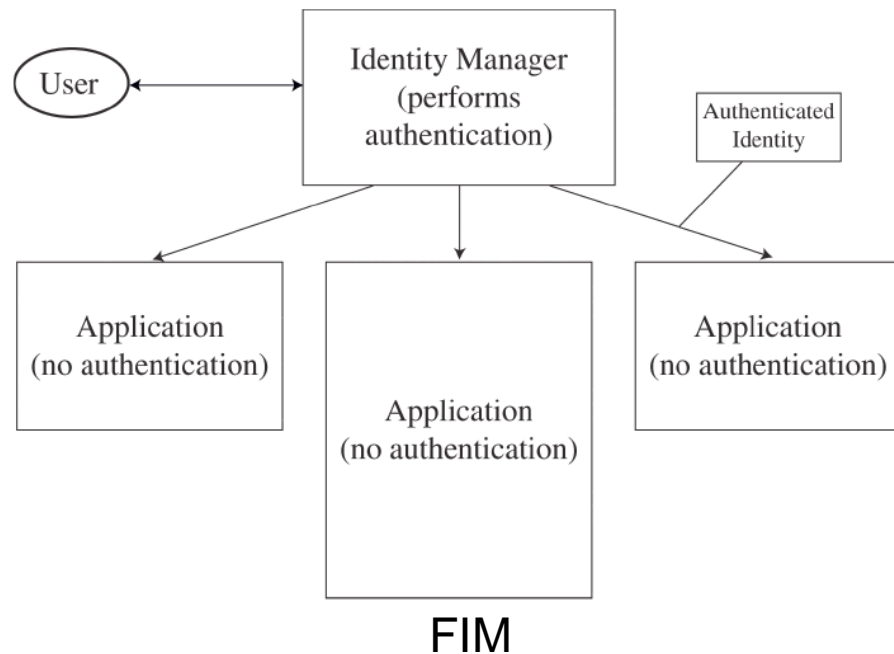 User
Identity Manager
(performs
authentication)
Authenticated
Identity
Application
(no authentication)
Application
(no authentication)
Application
(no authentication)
FIM